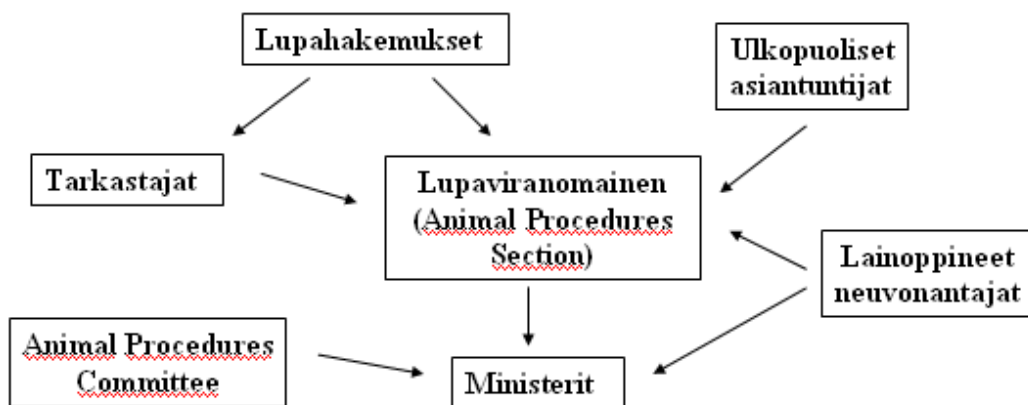 Lupahakemukset
Ulkopuoliset
asiantuntijat
Tarkastajat
Lupaviranomainen
(Animal Procedures
Section)
Lainoppineet
neuvonantajat
Animal Procedures
Committee
Ministerit